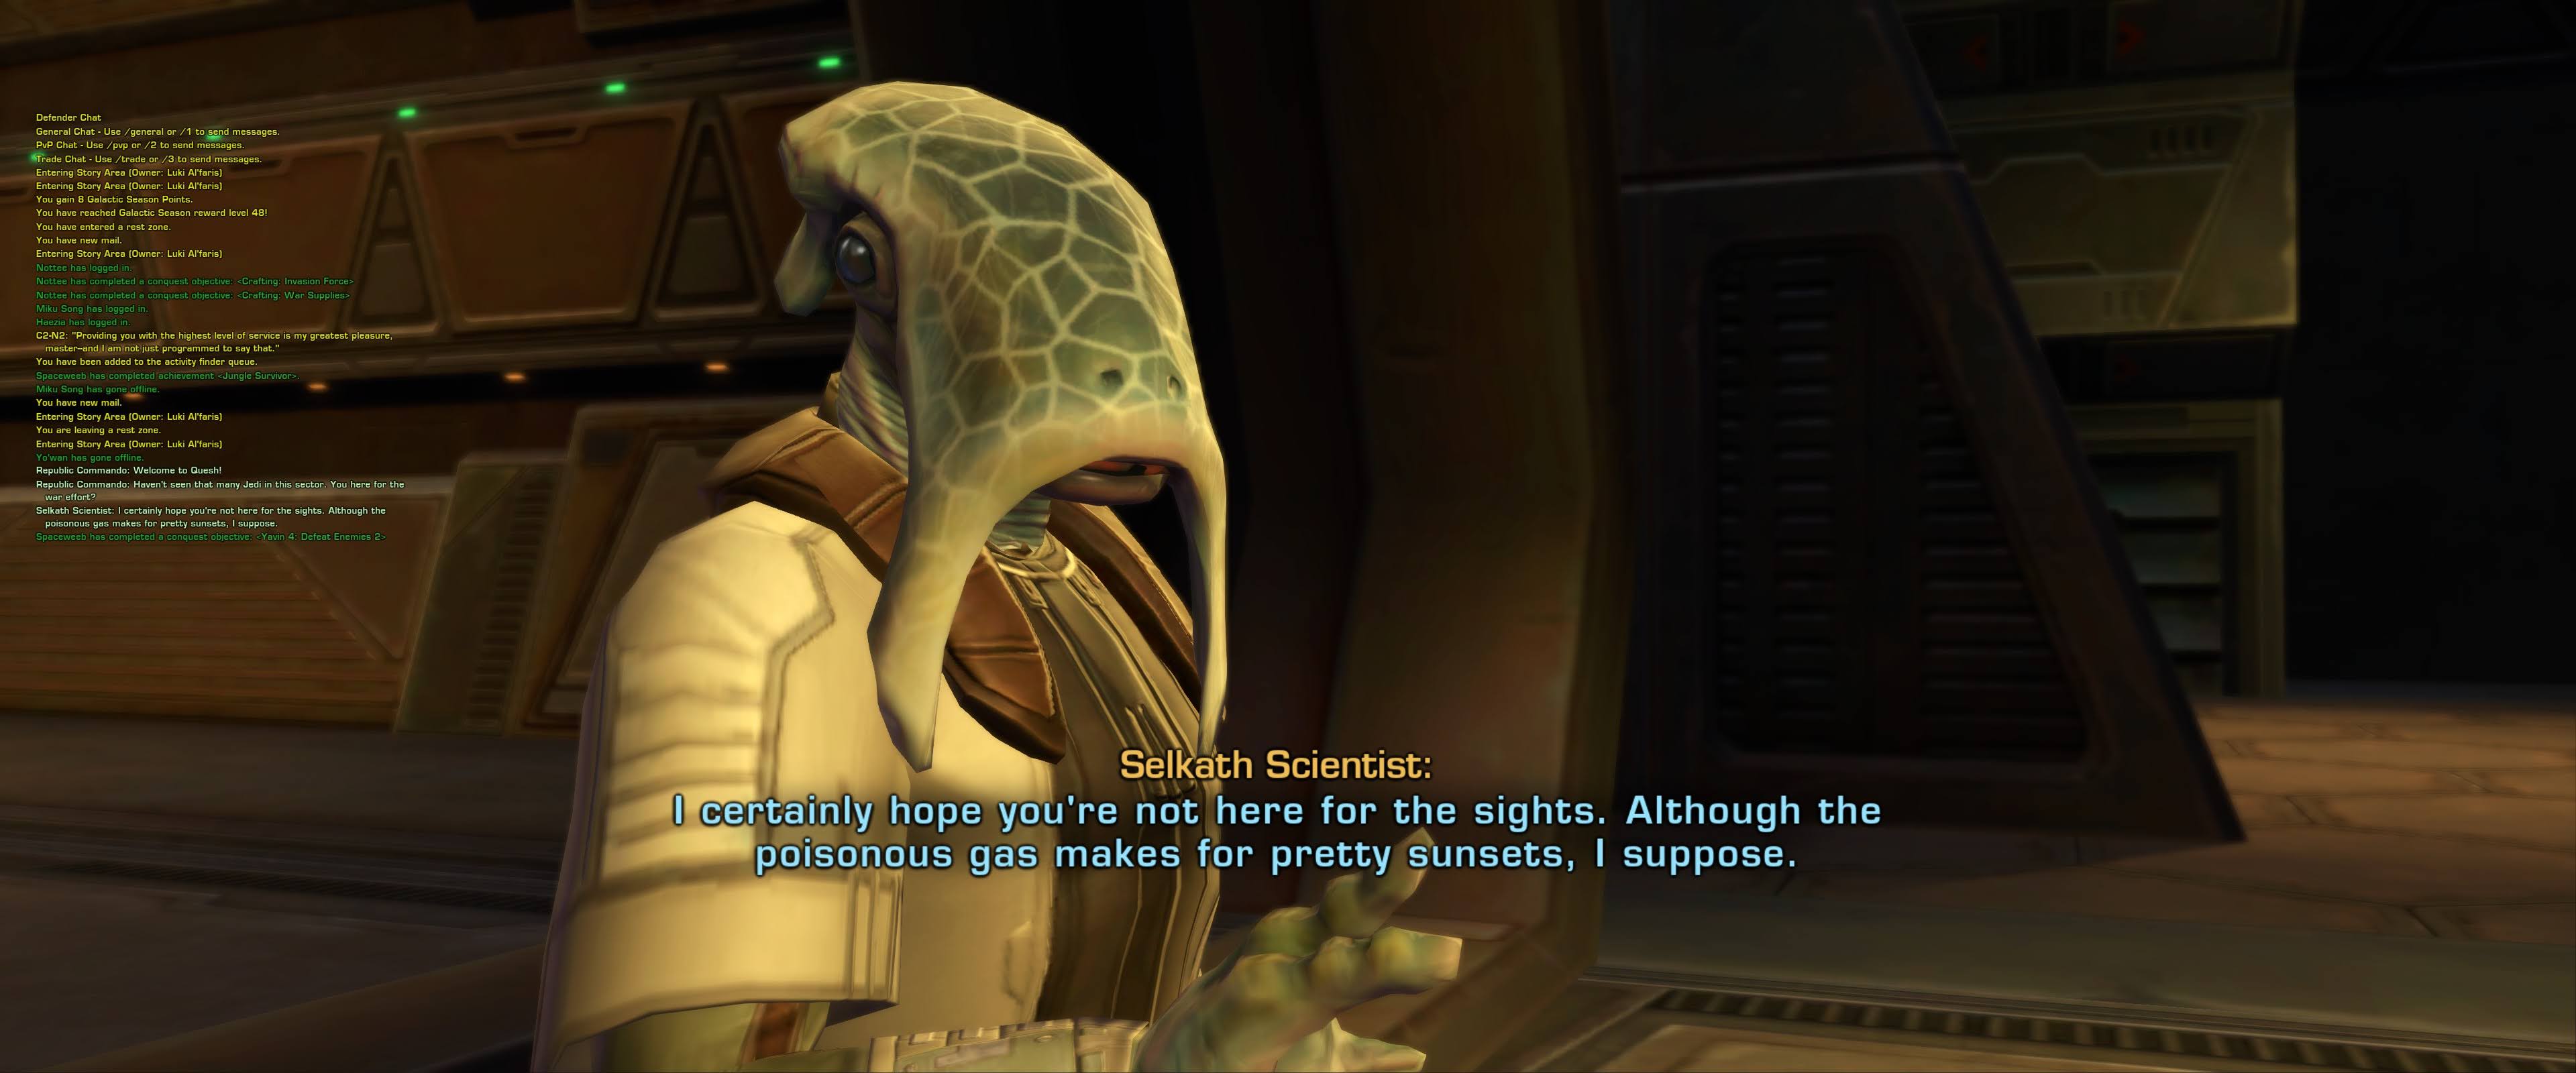 Defender Chat
General Chat - Use /general or /1 to send messages.
PvP Chat - Use /pvp or /2 to send messages.
Trade Chat - Use /trade or /3 to send messages.
Entering Story Area (Owner: Luki Al'faris)
Entering Story Area (Owner: Luki Al'faris)
You gain 8 Galactic Season Points.
You have reached Galactic Season reward level 48!
You have entered a rest zone.
You have new mail.
Entering Story Area (Owner: Luki Al'faris)
Nottee has logged in.
Nottee has completed a conquest objective: <Crafting: Invasion Force>
Nottee has completed a conquest objective: <Crafting: War Supplies>
Miku Song has logged in.
Haezia has logged in.
C2-N2: "Providing you with the highest level of service is my greatest pleasure,
master—and I am not just programmed to say that."
You have been added to the activity finder queue.
Spaceweeb has completed achievement <Jungle Survivor>.
Miku Song has gone offline.
You have new mail.
Entering Story Area (Owner: Luki Al'faris)
You are leaving a rest zone.
Entering Story Area (Owner: Luki Al'faris)
Yo'wan has gone offline.
Republic Commando: Welcome to Quesh!
Republic Commando: Haven't seen that many Jedi in this sector. You here for the
war effort?
Selkath Scientist: I certainly hope you're not here for the sights. Although the
poisonous gas makes for pretty sunsets, I suppose.
Spaceweeb has completed a conquest objective: <Yavin 4: Defeat Enemies 2>
Selkath Scientist:
I certainly hope you're not here for the sights. Although the
poisonous gas makes for pretty sunsets, I suppose.